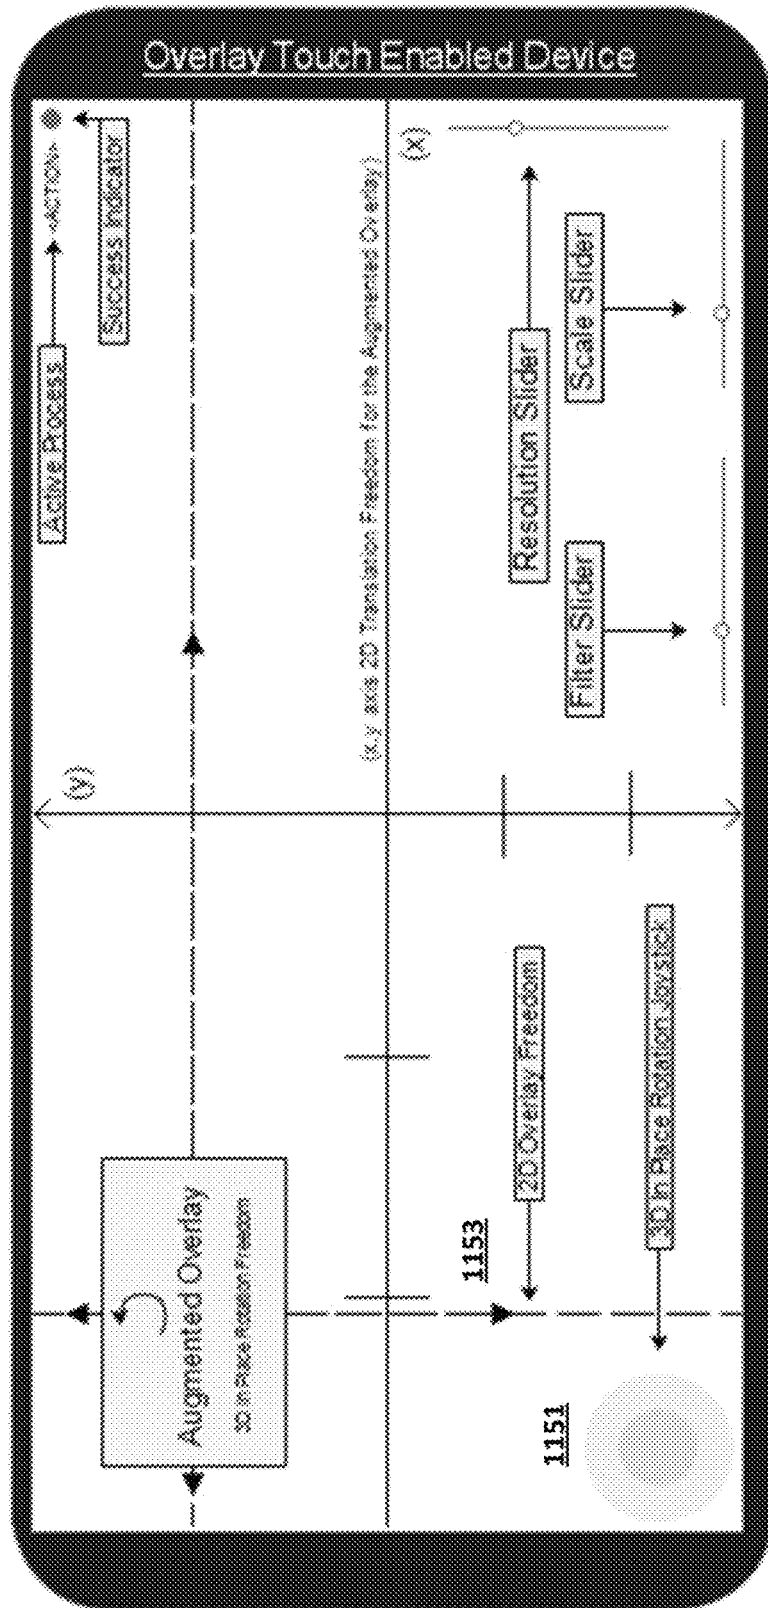 Overlay Touch Enabled Device
Active Process
<ACTION>
Success Indicator
(y)
(x,y axis 2D Translation Freedom for the Augmented Overlay)
(x)
Augmented Overlay
3D In Place Rotation Freedom
Resolution Slider
Filter Slider
Scale Slider
1153
2D Overlay Freedom
1151
3D In Place Rotation Joystick